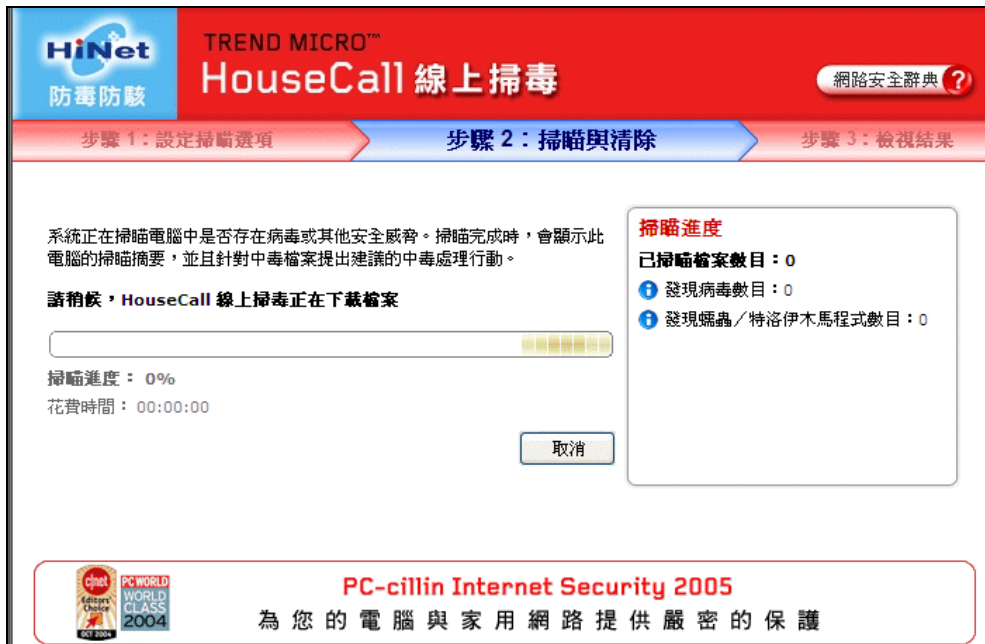 HiNet
防毒防駭
TREND MICRO™
HouseCall 線上掃毒
網路安全辭典 ?
步驟 1：設定掃瞄選項
步驟 2：掃瞄與清除
步驟 3：檢視結果
系統正在掃瞄電腦中是否存在病毒或其他安全威脅。掃瞄完成時，會顯示此
電腦的掃瞄摘要，並且針對中毒檔案提出建議的中毒處理行動。
請稍候，HouseCall 線上掃毒正在下載檔案
掃瞄進度： 0%
花費時間： 00:00:00
取消
掃瞄進度
已掃瞄檔案數目：0
發現病毒數目：0
發現蠕蟲／特洛伊木馬程式數目：0
c|net
Editors'
Choice
OCT 2004
PC WORLD
WORLD
CLASS
2004
PC-cillin Internet Security 2005
為您的電腦與家用網路提供嚴密的保護